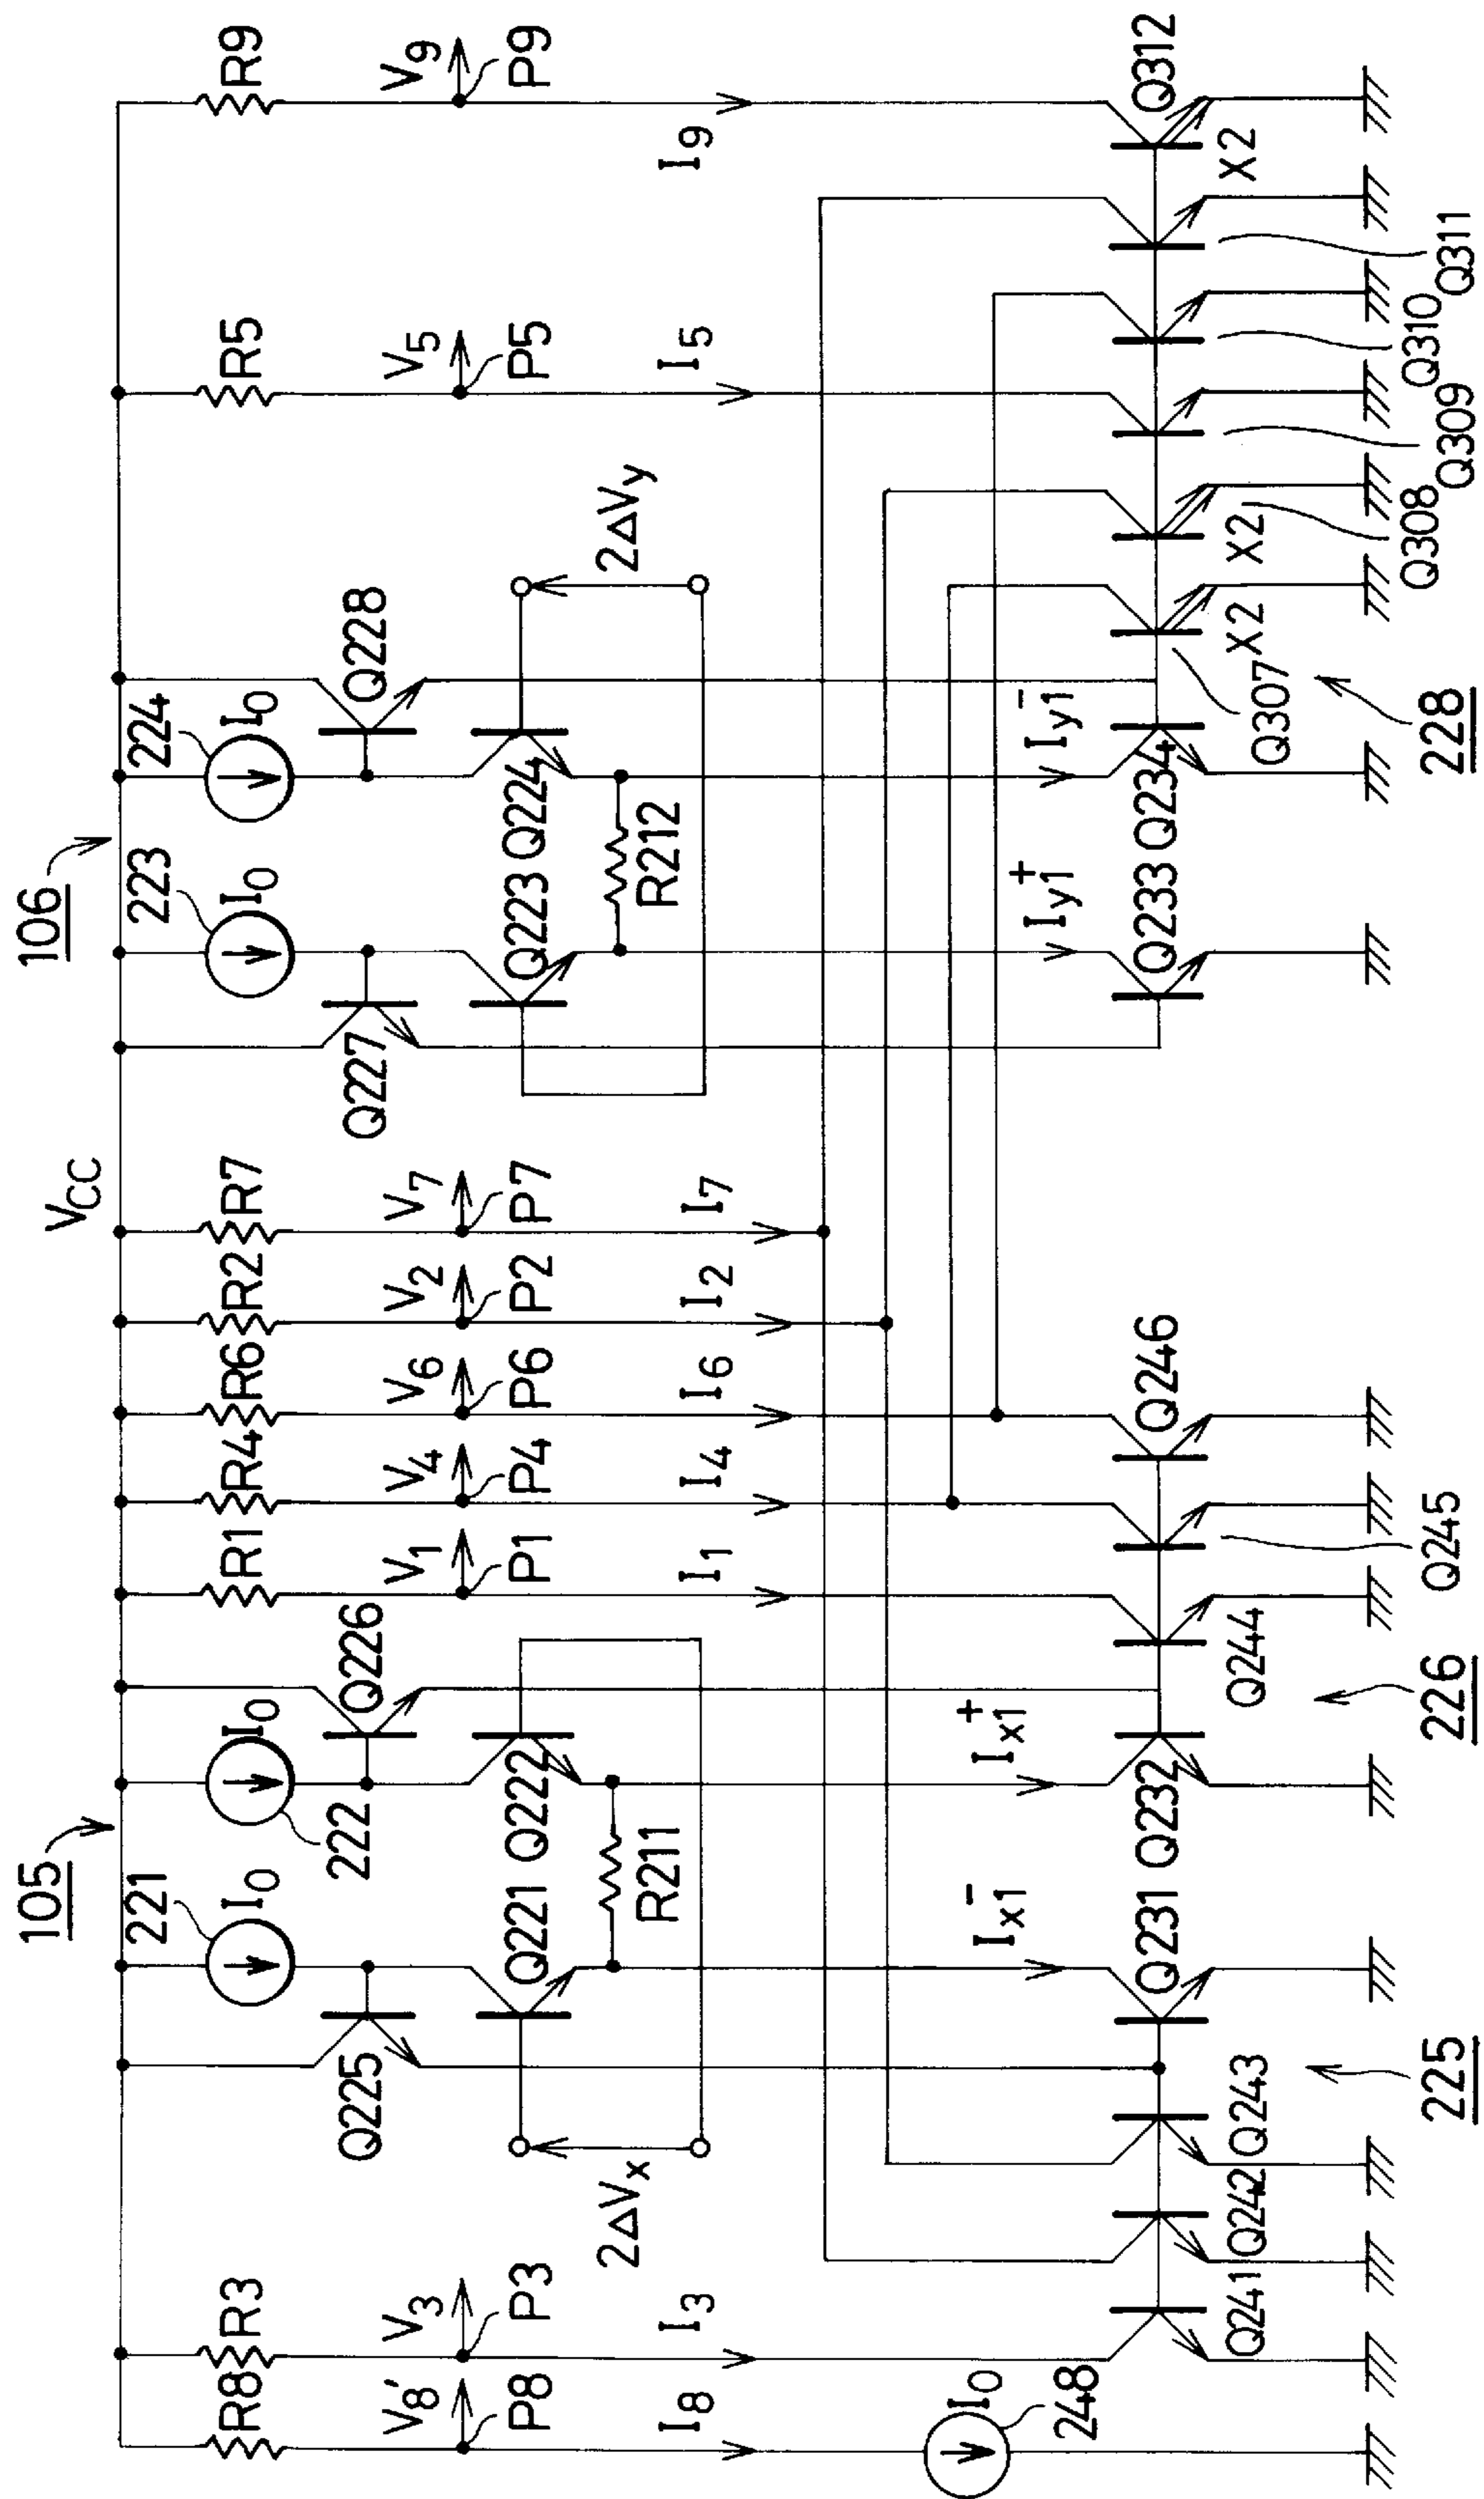 105
106
VCC
R8
R3
221
I0
222
I0
R1
R4
R6
R2
R7
223
I0
224
I0
R5
R9
Q225
Q226
Q227
Q228
V8'
V3
V1
V4
V6
V2
V7
V5
V9
P8
P3
Q221
Q222
P1
P4
P6
P2
P7
Q223
Q224
P5
P9
2ΔVx
R211
R212
2ΔVy
I8
I3
I1
I4
I6
I2
I7
I5
I9
I0
248
Ix1-
Ix1+
Iy1+
Iy1-
Q231
Q232
Q246
Q233
Q234
Q312
Q241
Q242
Q243
Q244
Q245
Q307
X2
X2
X2
Q308
Q309
Q310
Q311
225
226
228